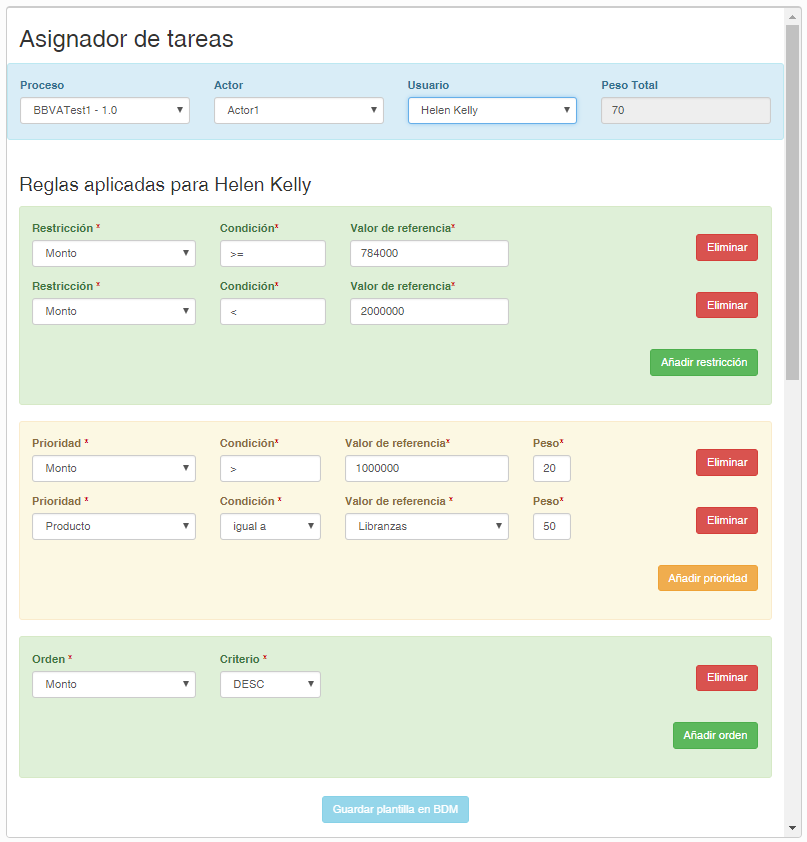 Asignador de tareas
Proceso Actor Usuario Peso Total
BBVATest1 - 1.0 Actor1 Helen Kelly 70
Reglas aplicadas para Helen Kelly
Restricción * Condición* Valor de referencia*
Monto >= 784000 Eliminar
Restricción * Condición* Valor de referencia*
Monto < 2000000 Eliminar
Añadir restricción
Prioridad * Condición* Valor de referencia* Peso*
Monto > 1000000 20 Eliminar
Prioridad * Condición * Valor de referencia * Peso*
Producto igual a Libranzas 50 Eliminar
Añadir prioridad
Orden * Criterio *
Monto DESC Eliminar
Añadir orden
Guardar plantilla en BDM